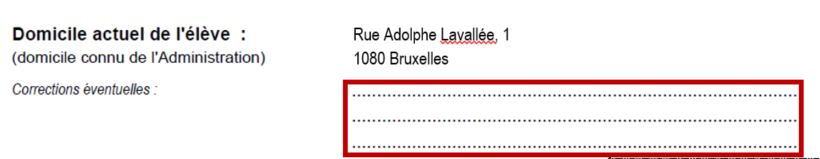 Domicile actuel de l'élève :
Rue Adolphe Lavallée, 1
(domicile connu de l'Administration)
1080 Bruxelles
Corrections éventuelles :